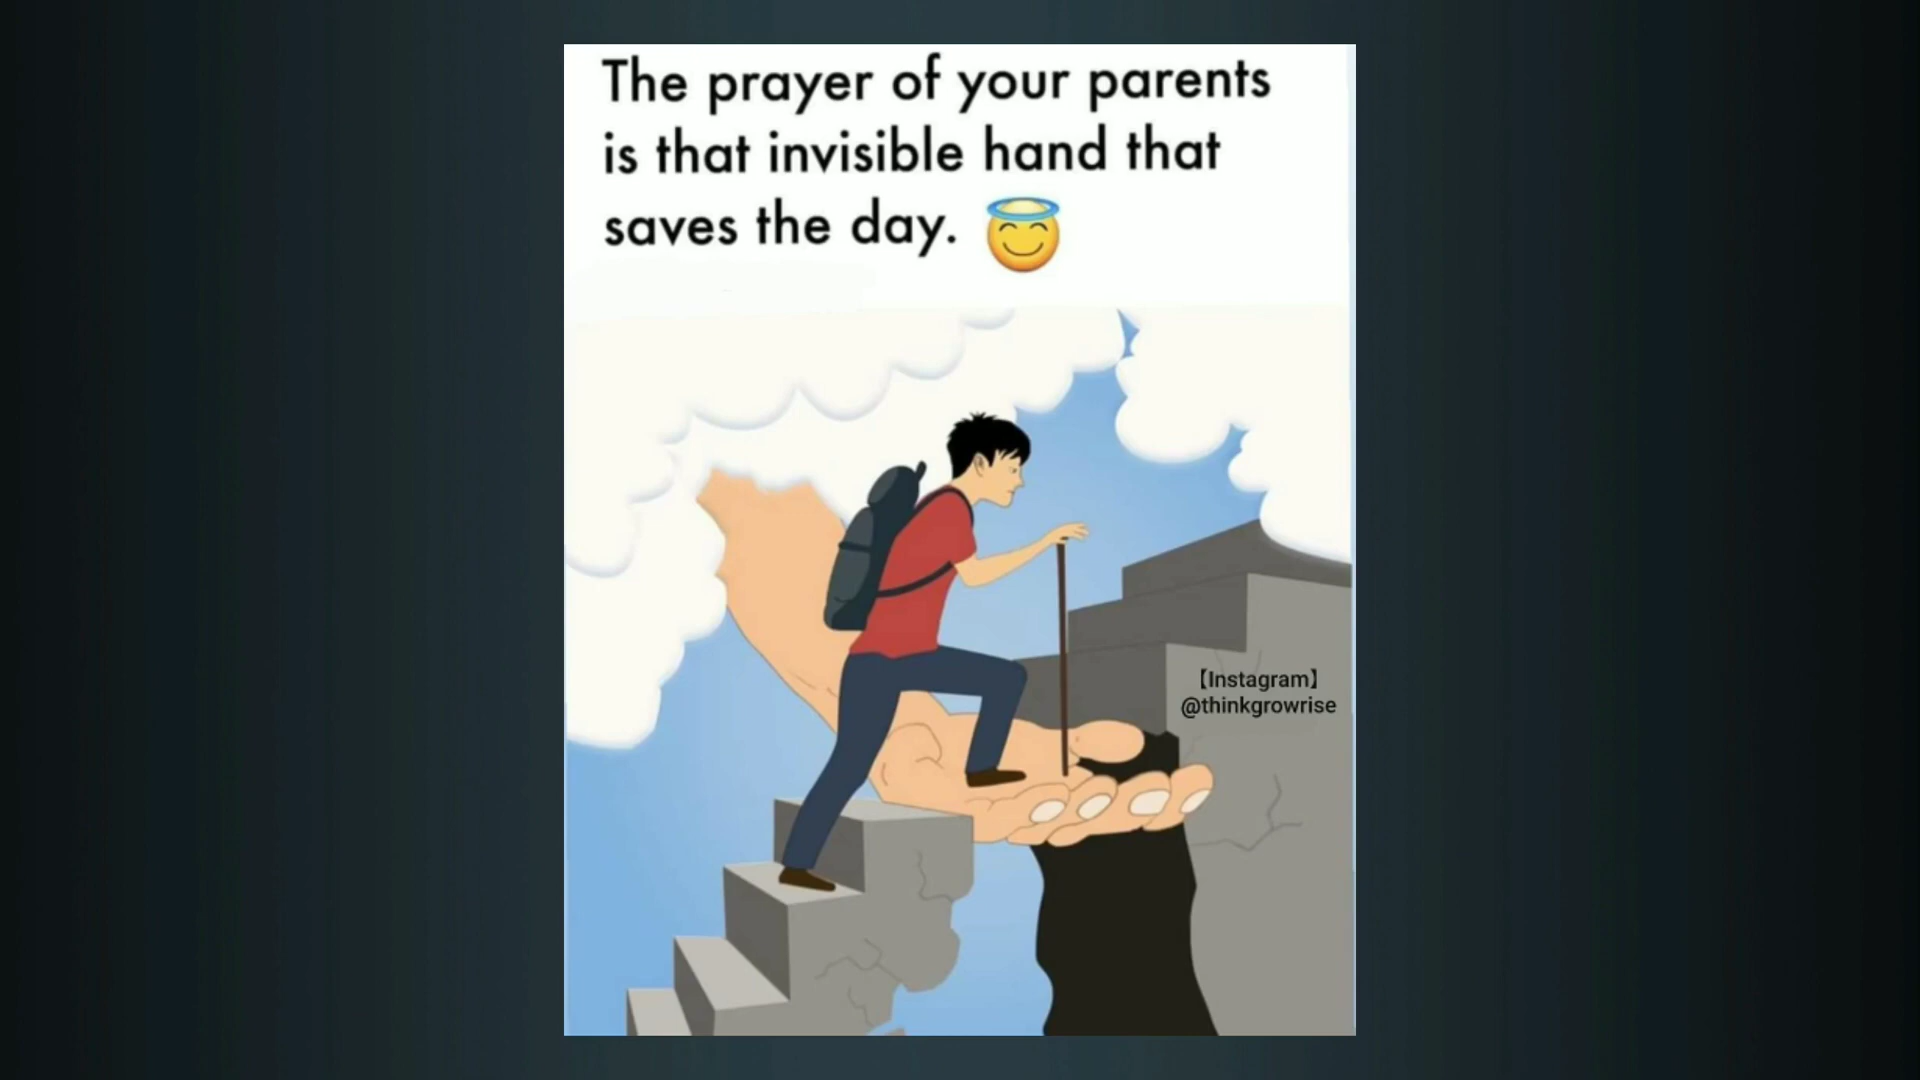 The prayer of your parents
is that invisible hand that
saves the day. 😇
【Instagram】
@thinkgrowrise